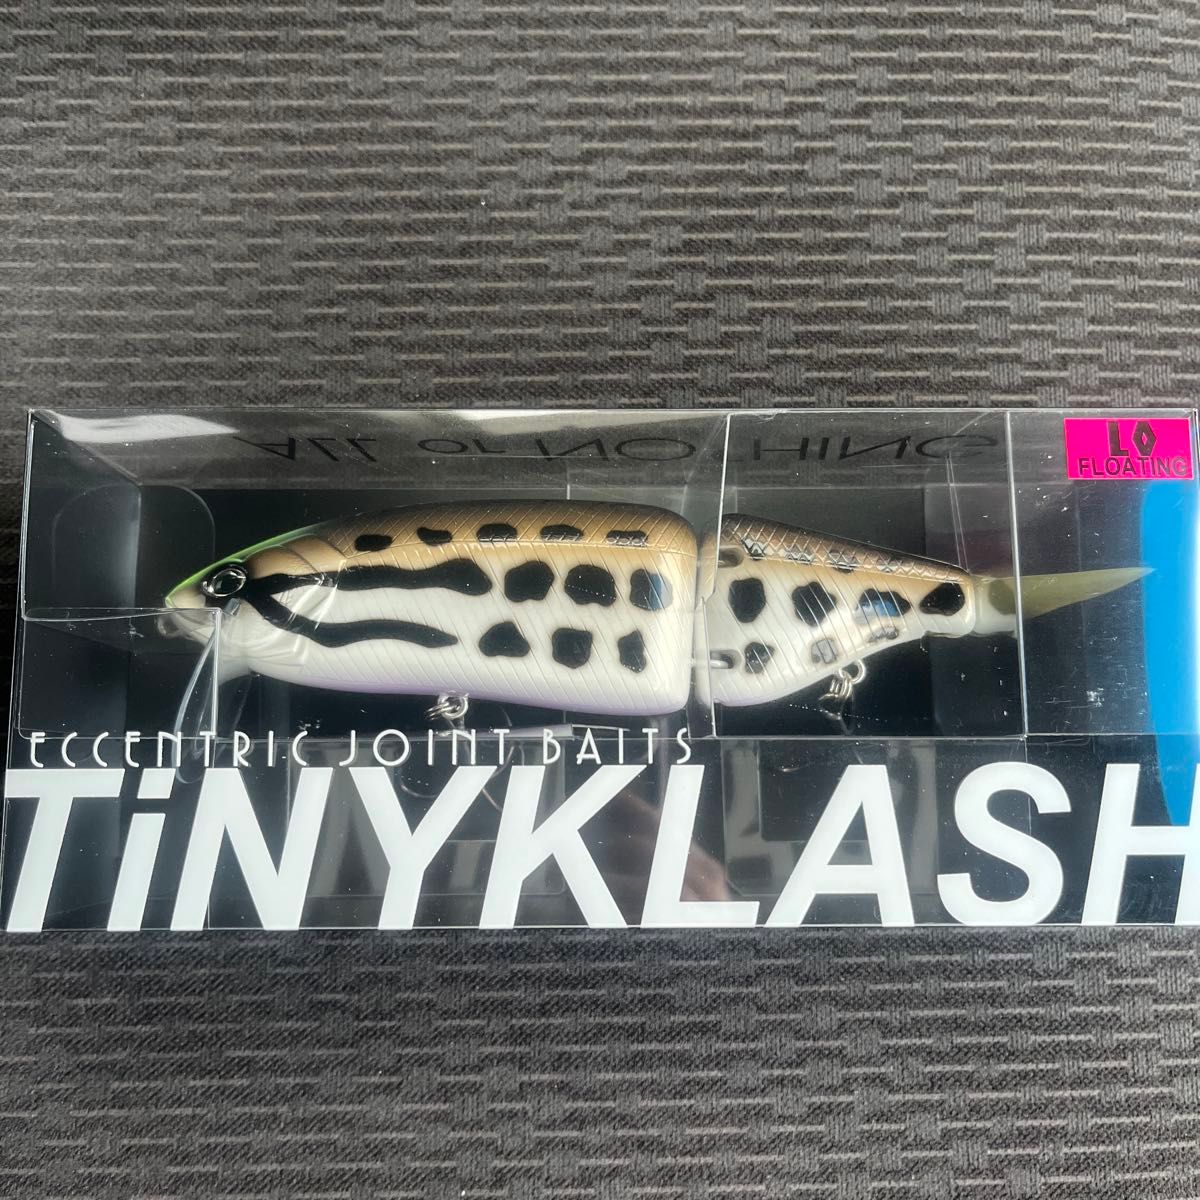 ALL or NOTHING
LO
FLOATING
ECCENTRIC JOINT BAITS
TiNYKLASH